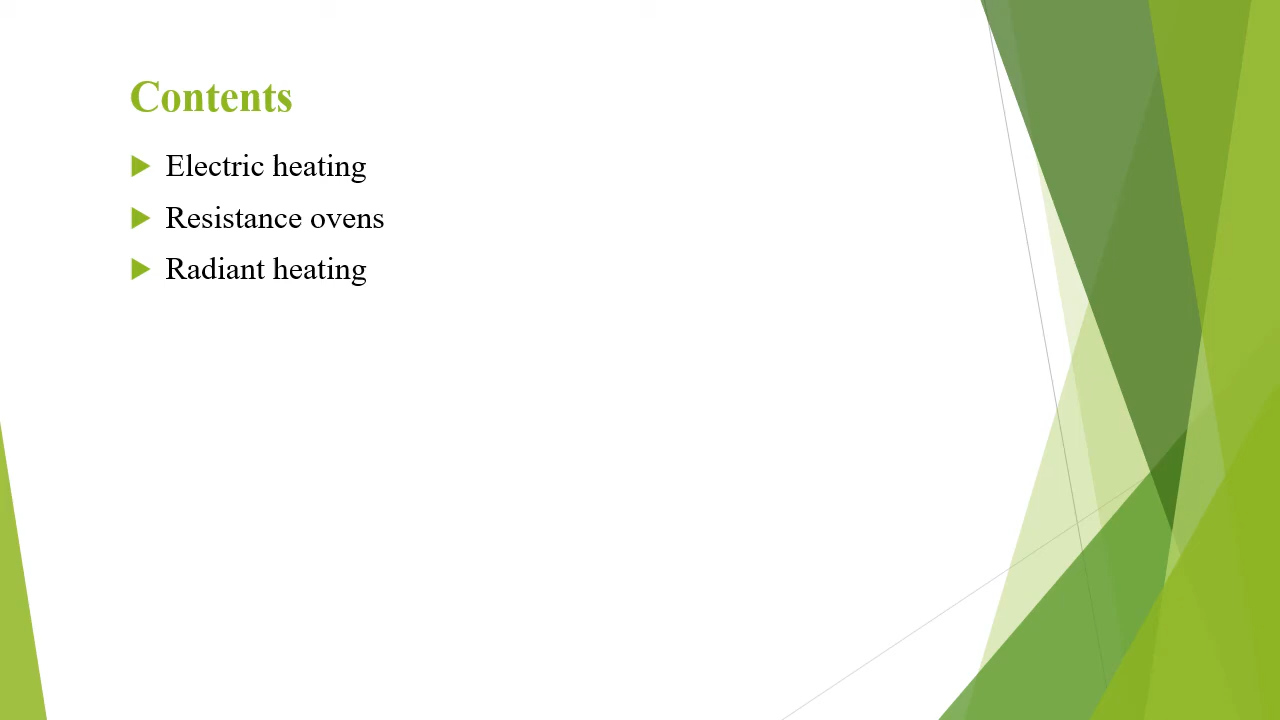 Contents
Electric heating
Resistance ovens
Radiant heating